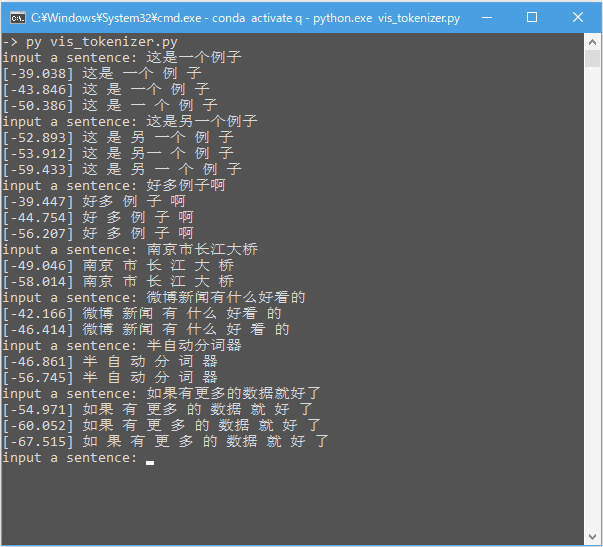 C:¥Windows¥System32¥cmd.exe - conda  activate q - python.exe  vis_tokenizer.py
-> py vis_tokenizer.py
input a sentence: 这是一个例子
[-39.038] 这是 一个 例 子
[-43.846] 这 是 一个 例 子
[-50.386] 这 是 一 个 例 子
input a sentence: 这是另一个例子
[-52.893] 这 是 另 一个 例 子
[-53.912] 这 是 另一 个 例 子
[-59.433] 这 是 另 一 个 例 子
input a sentence: 好多例子啊
[-39.447] 好多 例 子 啊
[-44.754] 好 多 例 子 啊
[-56.207] 好 多 例 子 啊
input a sentence: 南京市长江大桥
[-49.046] 南京 市 长 江 大 桥
[-58.014] 南京 市 长 江 大 桥
input a sentence: 微博新闻有什么好看的
[-42.166] 微博 新闻 有 什么 好看 的
[-46.414] 微博 新闻 有 什么 好 看 的
input a sentence: 半自动分词器
[-46.861] 半 自 动 分 词 器
[-56.745] 半 自 动 分 词 器
input a sentence: 如果有更多的数据就好了
[-54.971] 如果 有 更多 的 数据 就 好 了
[-60.052] 如果 有 更 多 的 数据 就 好 了
[-67.515] 如 果 有 更 多 的 数据 就 好 了
input a sentence: